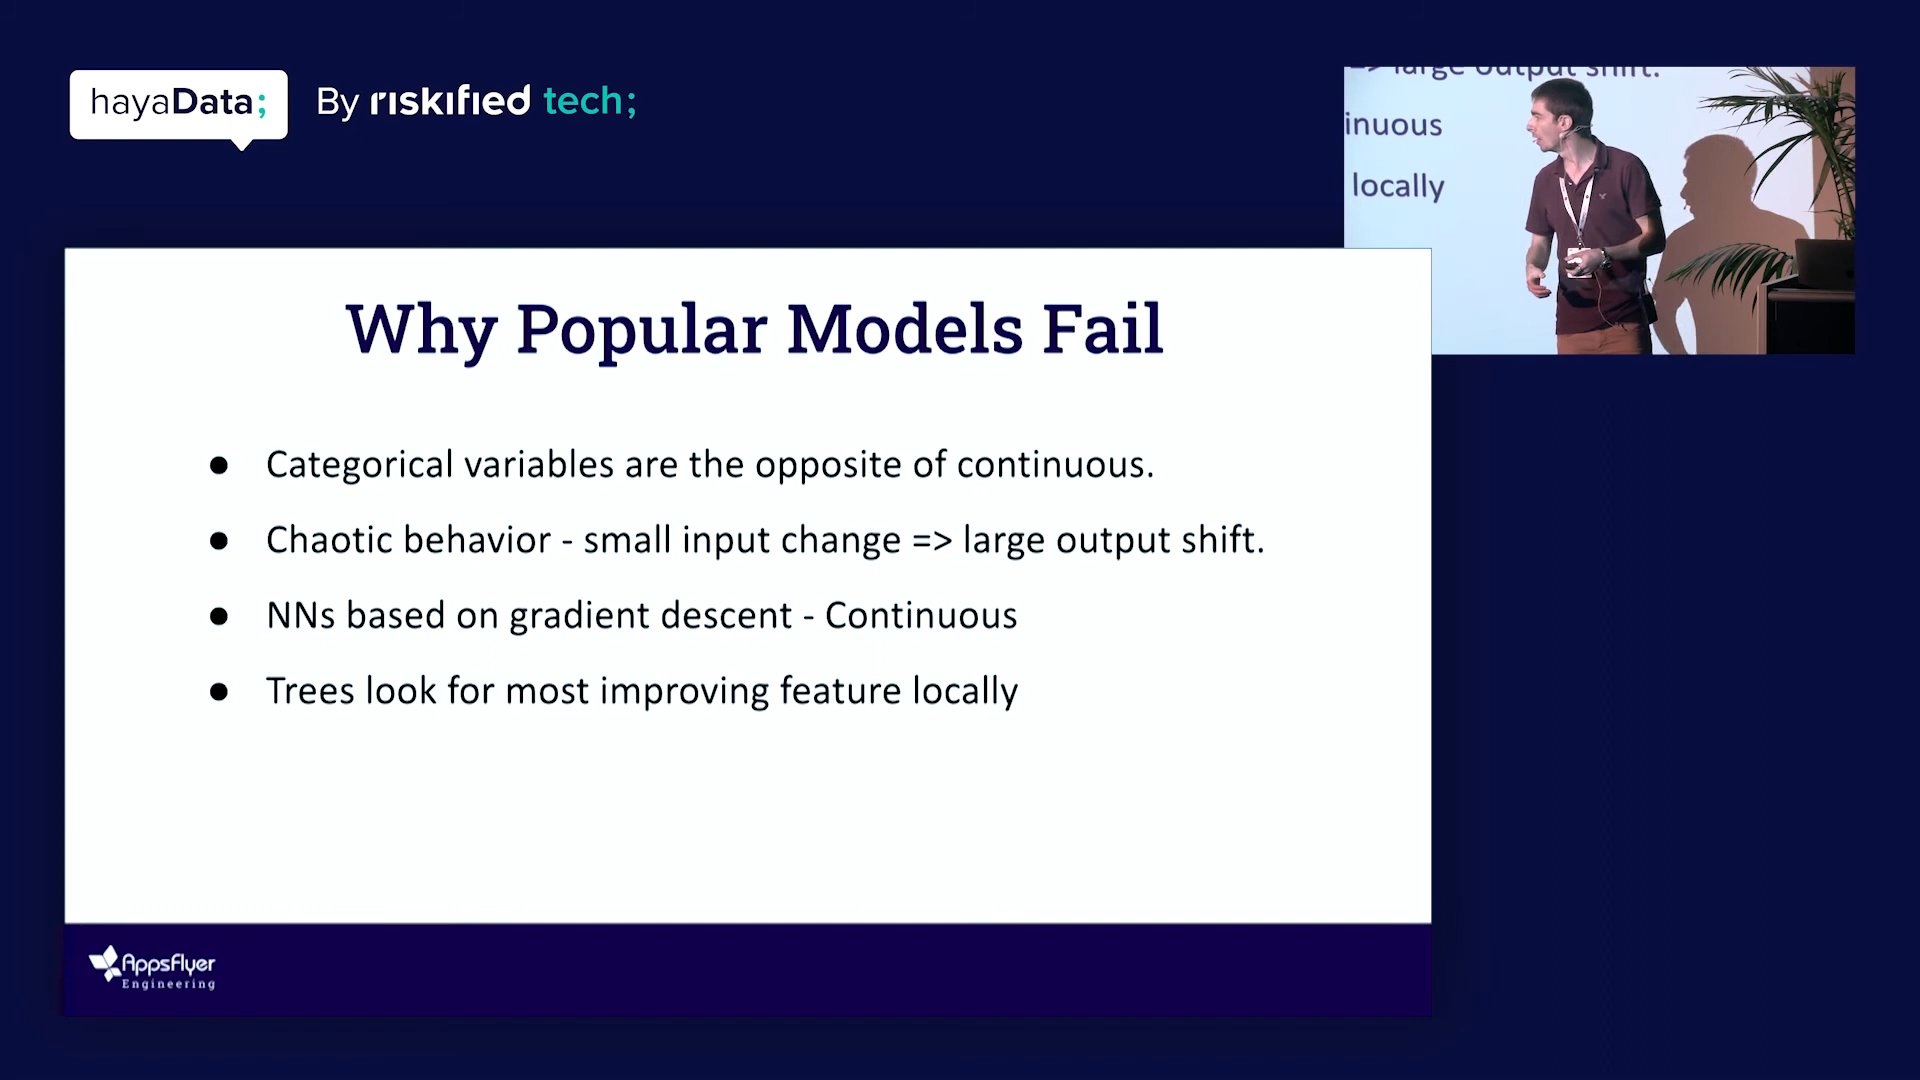 hayaData; By riskified tech;
=> large output shift.
inuous
locally
Why Popular Models Fail
● Categorical variables are the opposite of continuous.
● Chaotic behavior - small input change => large output shift.
● NNs based on gradient descent - Continuous
● Trees look for most improving feature locally
AppsFlyer
Engineering